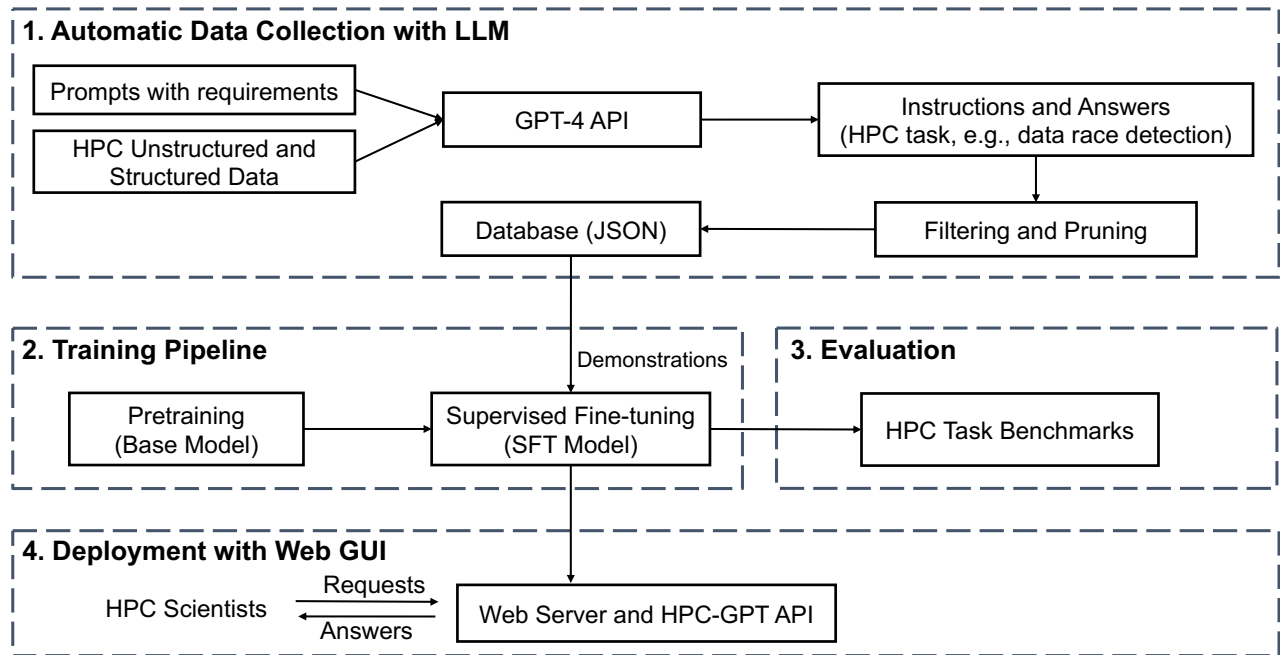 1. Automatic Data Collection with LLM
Prompts with requirements
HPC Unstructured and
Structured Data
GPT-4 API
Instructions and Answers
(HPC task, e.g., data race detection)
Database (JSON)
Filtering and Pruning
2. Training Pipeline
Demonstrations
Pretraining
(Base Model)
Supervised Fine-tuning
(SFT Model)
3. Evaluation
HPC Task Benchmarks
4. Deployment with Web GUI
HPC Scientists
Requests
Answers
Web Server and HPC-GPT API